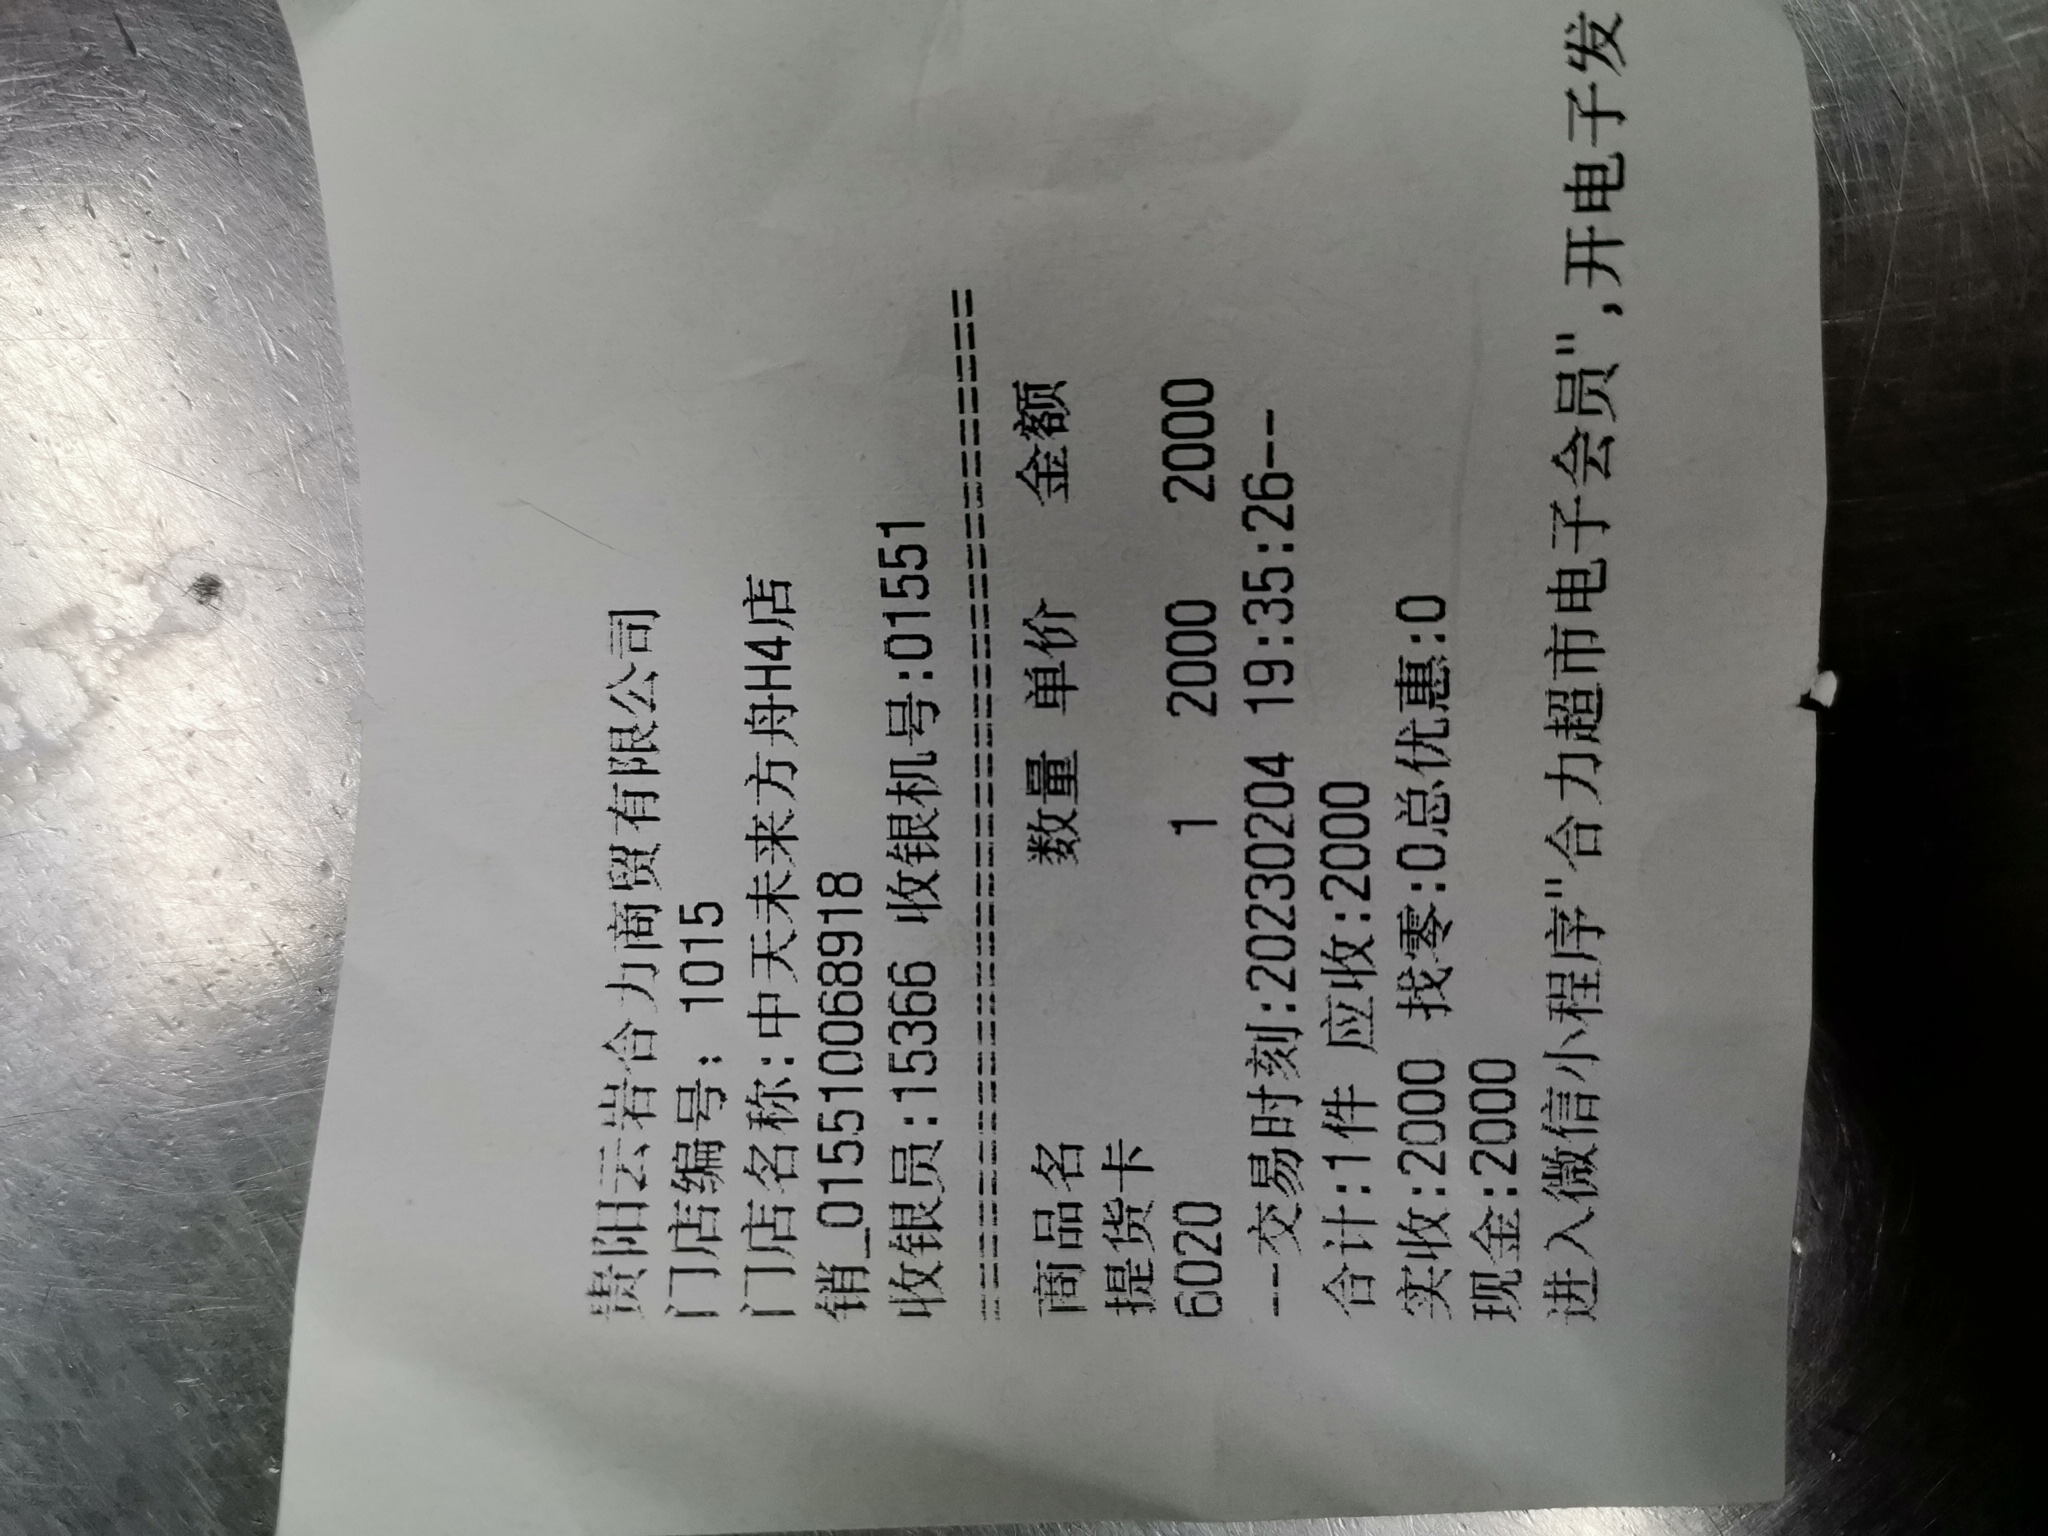 贵阳云岩合力商贸有限公司
门店编号: 1015
门店名称:中天未来方舟H4店
销_015510068918
收银员:15366 收银机号:01551
==========================================
商品名 数量 单价 金额
提货卡
6020 1 2000 2000
--交易时刻:20230204 19:35:26--
合计:1件 应收:2000
实收:2000 找零:0总优惠:0
现金:2000
进入微信小程序"合力超市电子会员",开电子发